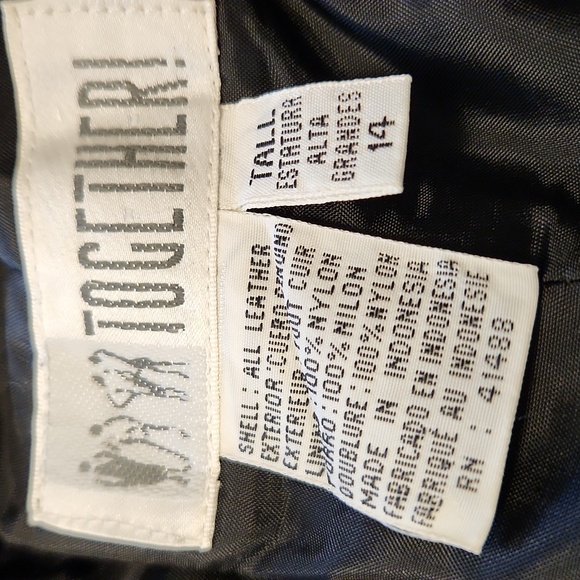 TOGETHER!
TALL
ESTATURA
ALTA
GRANDES
14
SHELL: ALL LEATHER
EXTERIOR: CUERO
EXTERIEUR: TOUT CUIR
LINING: 100% NYLON
FORRO: 100% NILON
DOUBLURE: 100% NYLON
MADE IN INDONESIA
FABRICADO EN INDONESIA
FABRIQUE AU INDONESIE
RN: 41488